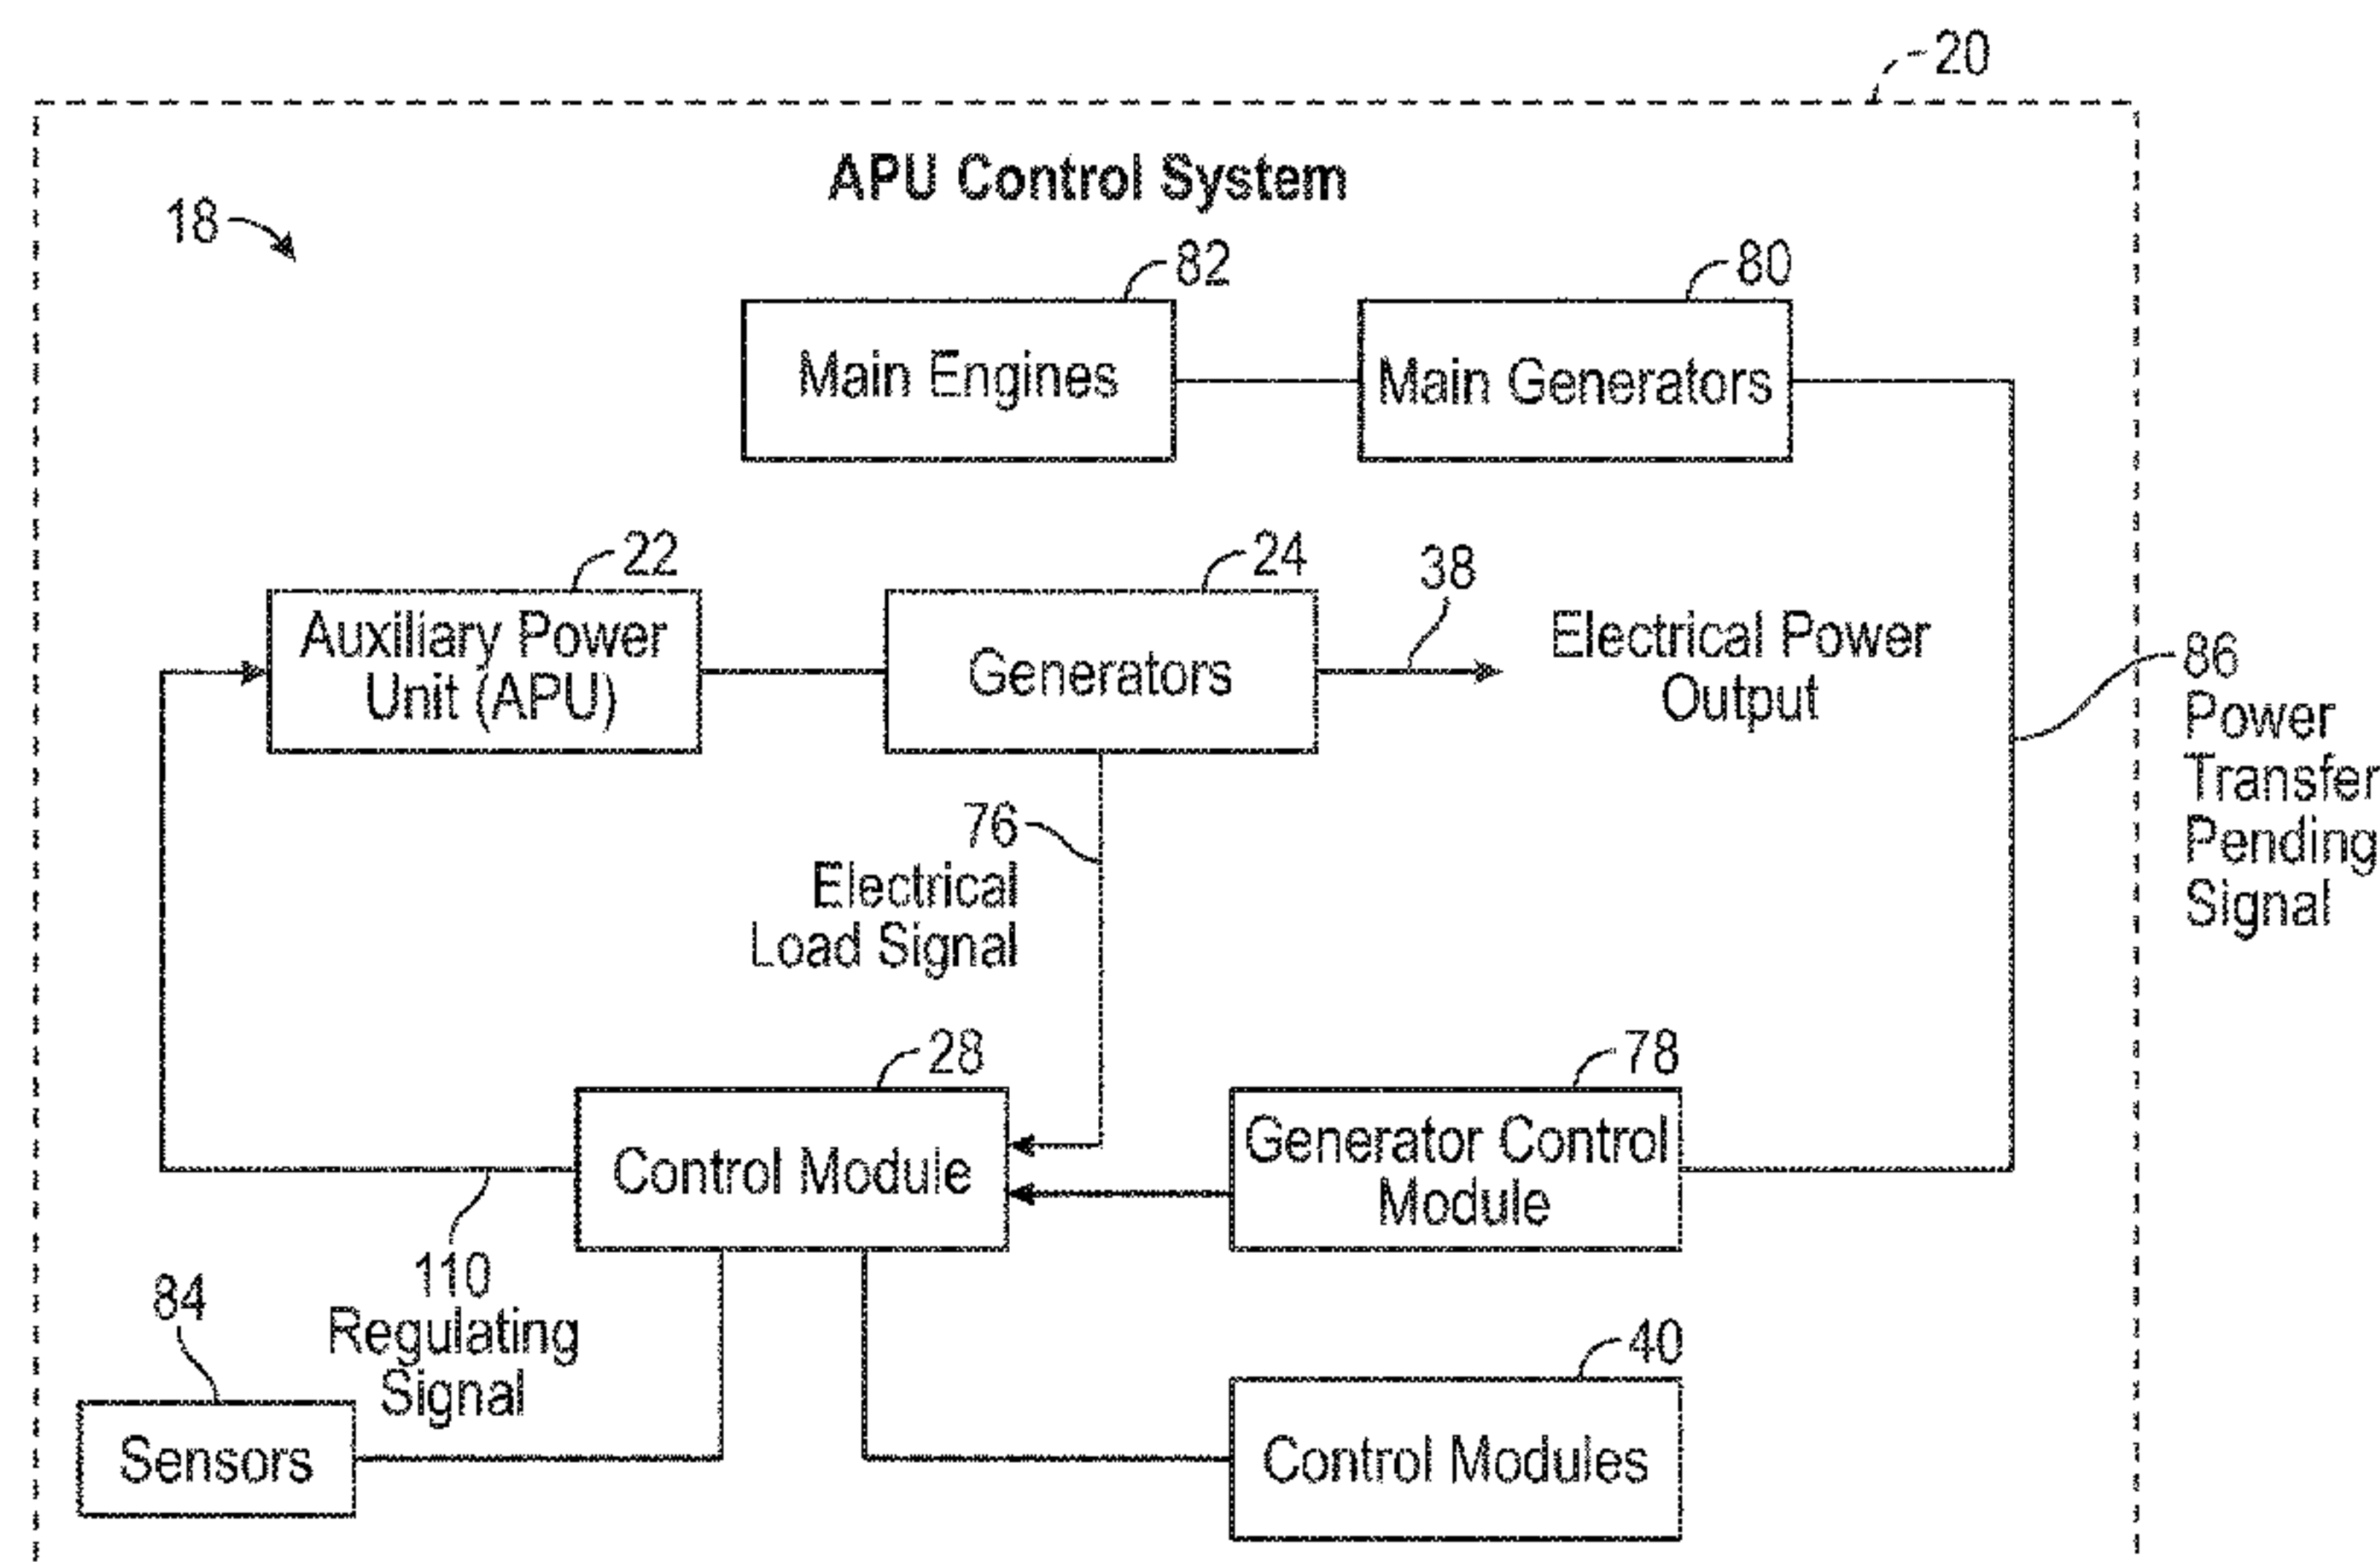 20
APU Control System
18
82
80
Main Engines
Main Generators
22
24
38
Auxiliary Power
Unit (APU)
Generators
Electrical Power
Output
86
Power
Transfer
Pending
Signal
76
Electrical
Load Signal
28
78
Control Module
Generator Control
Module
110
Regulating
Signal
84
Sensors
40
Control Modules